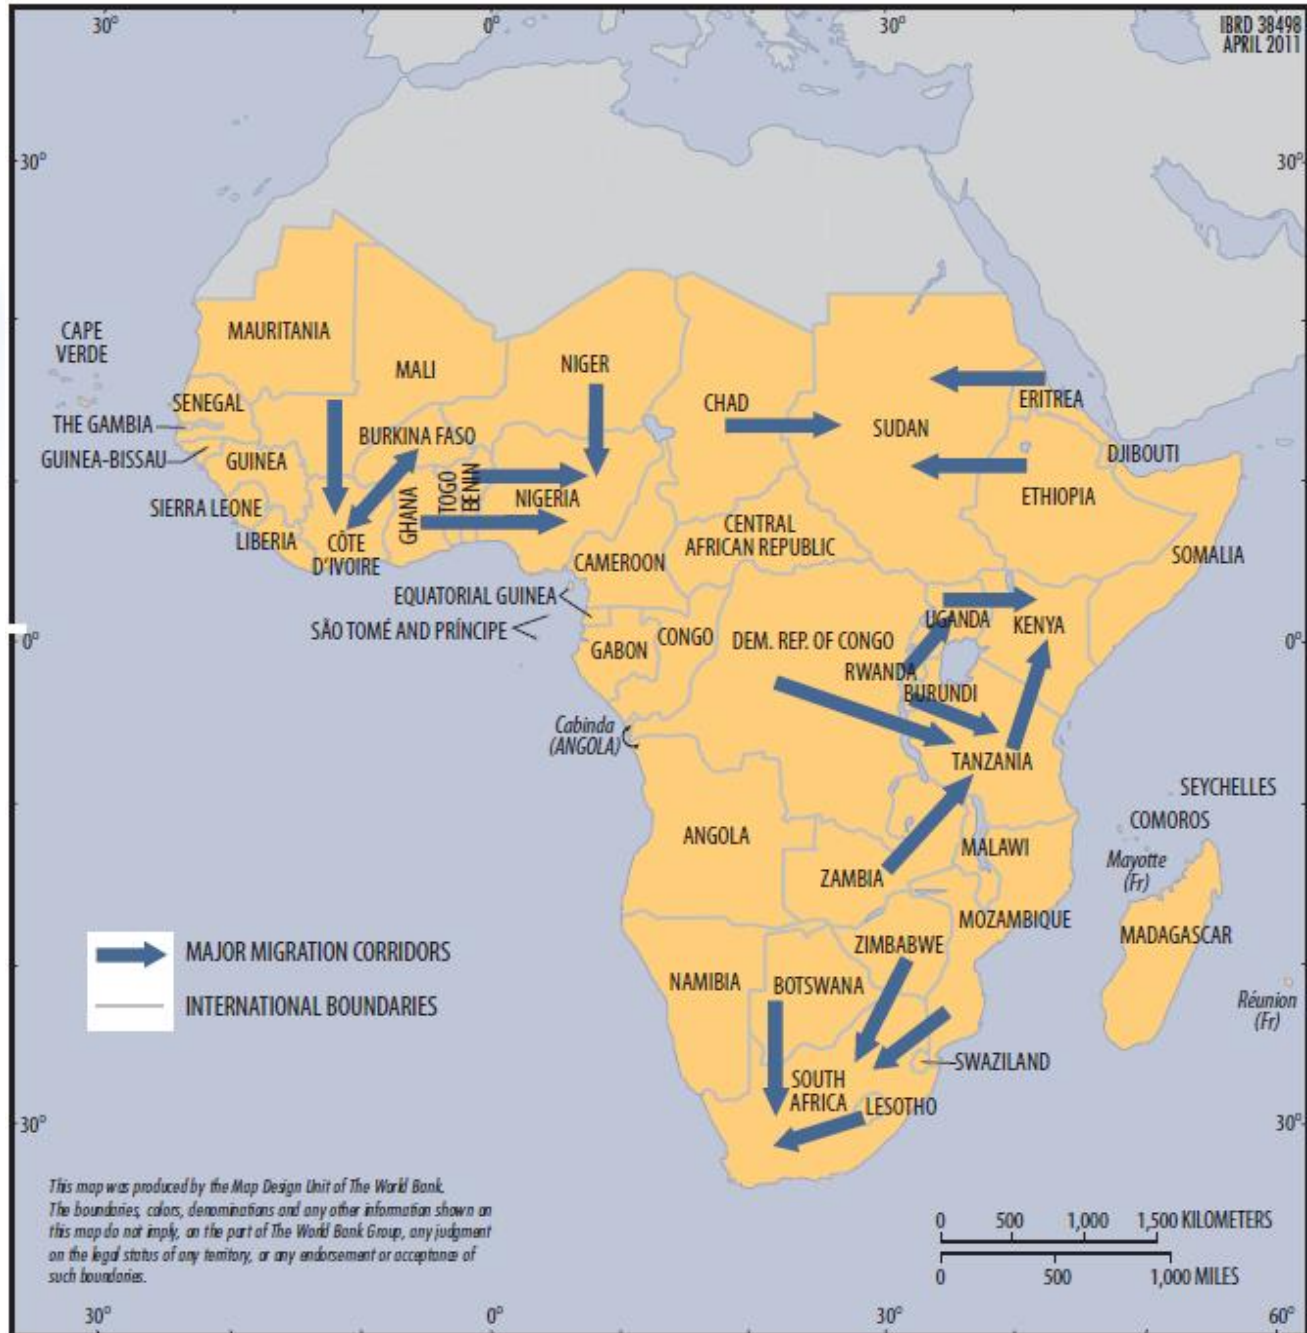 30°
0°
30°
IBRD 38498
APRIL 2011
30°
30°
CAPE
VERDE
MAURITANIA
MALI
NIGER
CHAD
SUDAN
ERITREA
SENEGAL
THE GAMBIA
BURKINA FASO
DJIBOUTI
GUINEA-BISSAU
GUINEA
NIGERIA
ETHIOPIA
SIERRA LEONE
GHANA
TOGO
BENIN
LIBERIA
CÔTE
D'IVOIRE
CENTRAL
AFRICAN REPUBLIC
CAMEROON
SOMALIA
EQUATORIAL GUINEA
UGANDA
KENYA
SÃO TOMÉ AND PRÍNCIPE
0°
0°
GABON
CONGO
DEM. REP. OF CONGO
RWANDA
BURUNDI
Cabinda
(ANGOLA)
TANZANIA
SEYCHELLES
COMOROS
ANGOLA
MALAWI
Mayotte
(Fr)
ZAMBIA
MOZAMBIQUE
MADAGASCAR
ZIMBABWE
MAJOR MIGRATION CORRIDORS
NAMIBIA
BOTSWANA
INTERNATIONAL BOUNDARIES
Réunion
(Fr)
SWAZILAND
SOUTH
AFRICA
LESOTHO
30°
30°
This map was produced by the Map Design Unit of The World Bank.
The boundaries, colors, denominations and any other information shown on
this map do not imply, on the part of The World Bank Group, any judgment
on the legal status of any territory, or any endorsement or acceptance of
such boundaries.
0 500 1,000 1,500 KILOMETERS
0 500 1,000 MILES
30°
0°
30°
60°